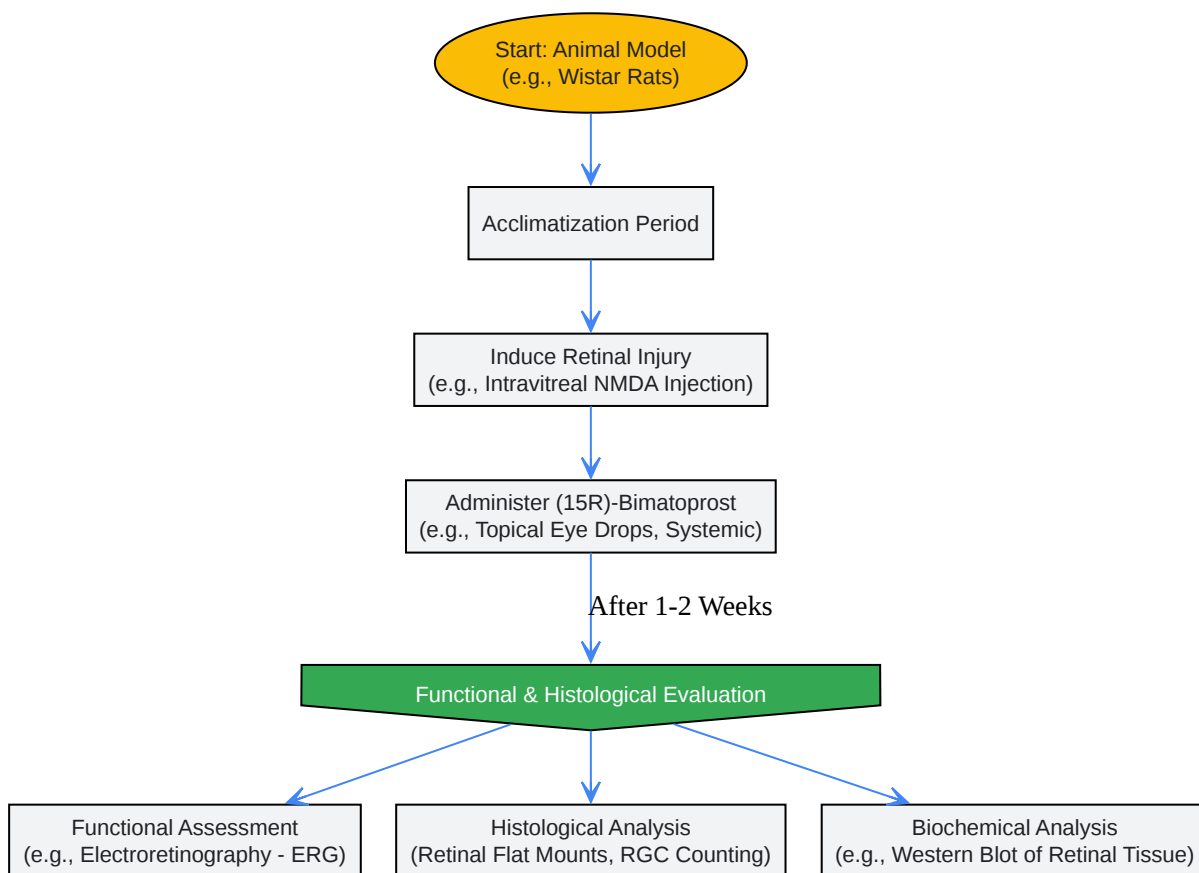 Start: Animal Model
(e.g., Wistar Rats)
Acclimatization Period
Induce Retinal Injury
(e.g., Intravitreal NMDA Injection)
Administer (15R)-Bimatoprost
(e.g., Topical Eye Drops, Systemic)
After 1-2 Weeks
Functional & Histological Evaluation
Functional Assessment
(e.g., Electroretinography - ERG)
Histological Analysis
(Retinal Flat Mounts, RGC Counting)
Biochemical Analysis
(e.g., Western Blot of Retinal Tissue)